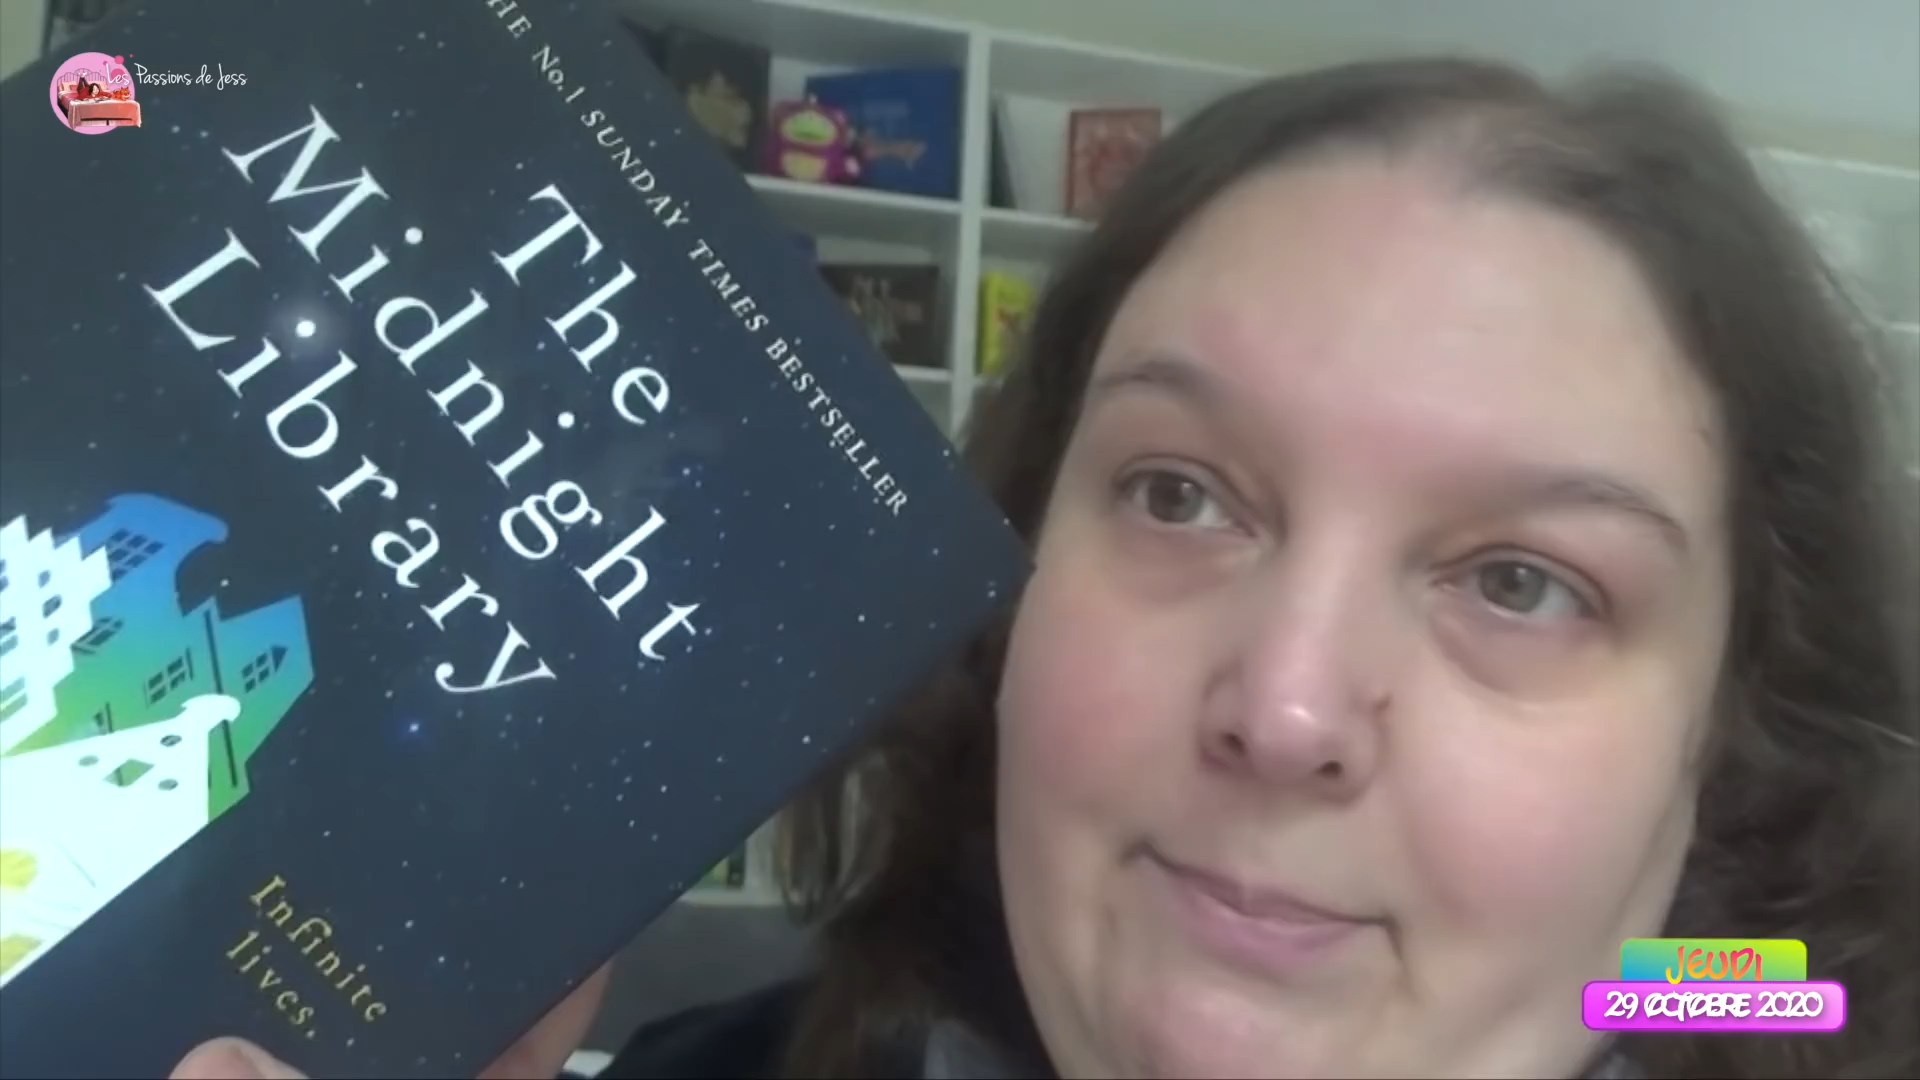 Les Passions de Jess
THE No.1 SUNDAY TIMES BESTSELLER
The
Midnight
Library
Infinite
lives.
JEUDI
29 OCTOBRE 2020